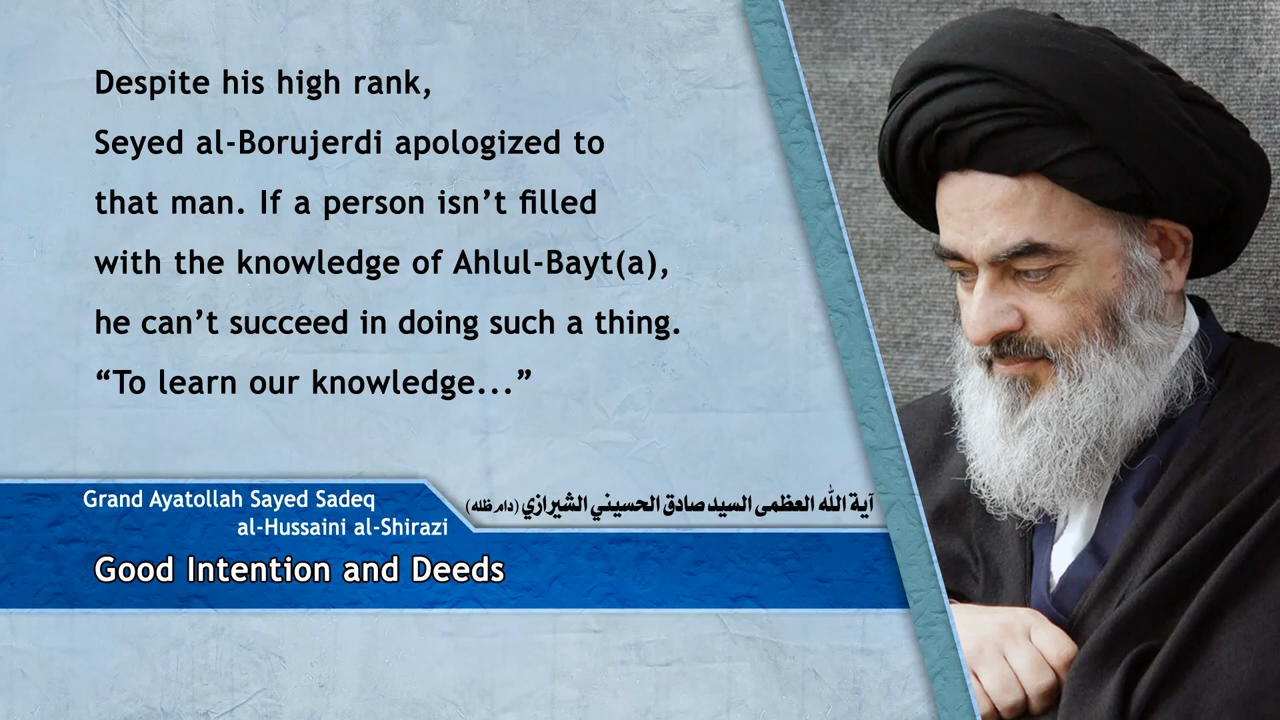 Despite his high rank,
Seyed al-Borujerdi apologized to
that man. If a person isn’t filled
with the knowledge of Ahlul-Bayt(a),
he can’t succeed in doing such a thing.
“To learn our knowledge...”
Grand Ayatollah Sayed Sadeq
al-Hussaini al-Shirazi
آية الله العظمى السيد صادق الحسيني الشيرازي (دام ظله)
Good Intention and Deeds